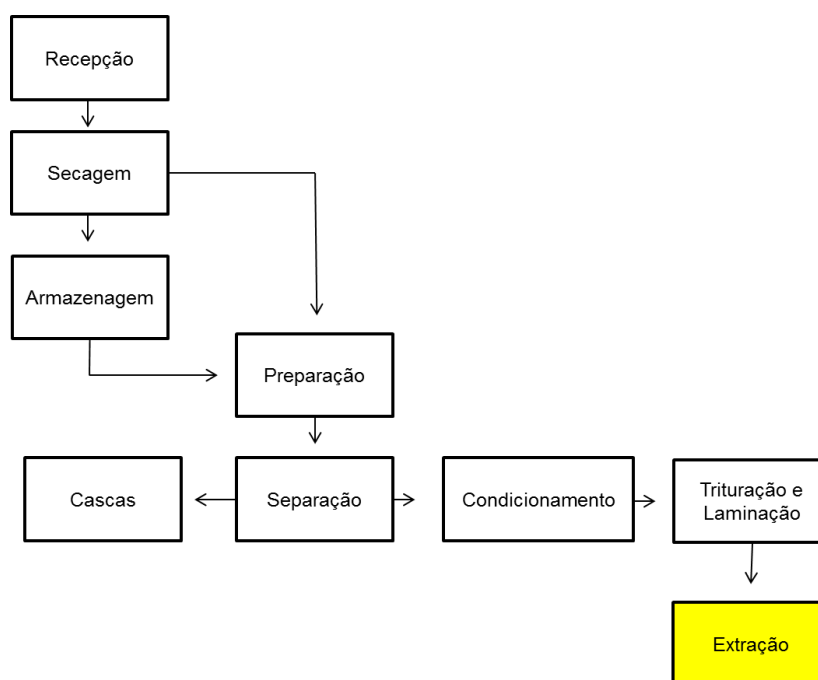 Recepção
Secagem
Armazenagem
Preparação
Cascas
Separação
Condicionamento
Trituração e
Laminação
Extração